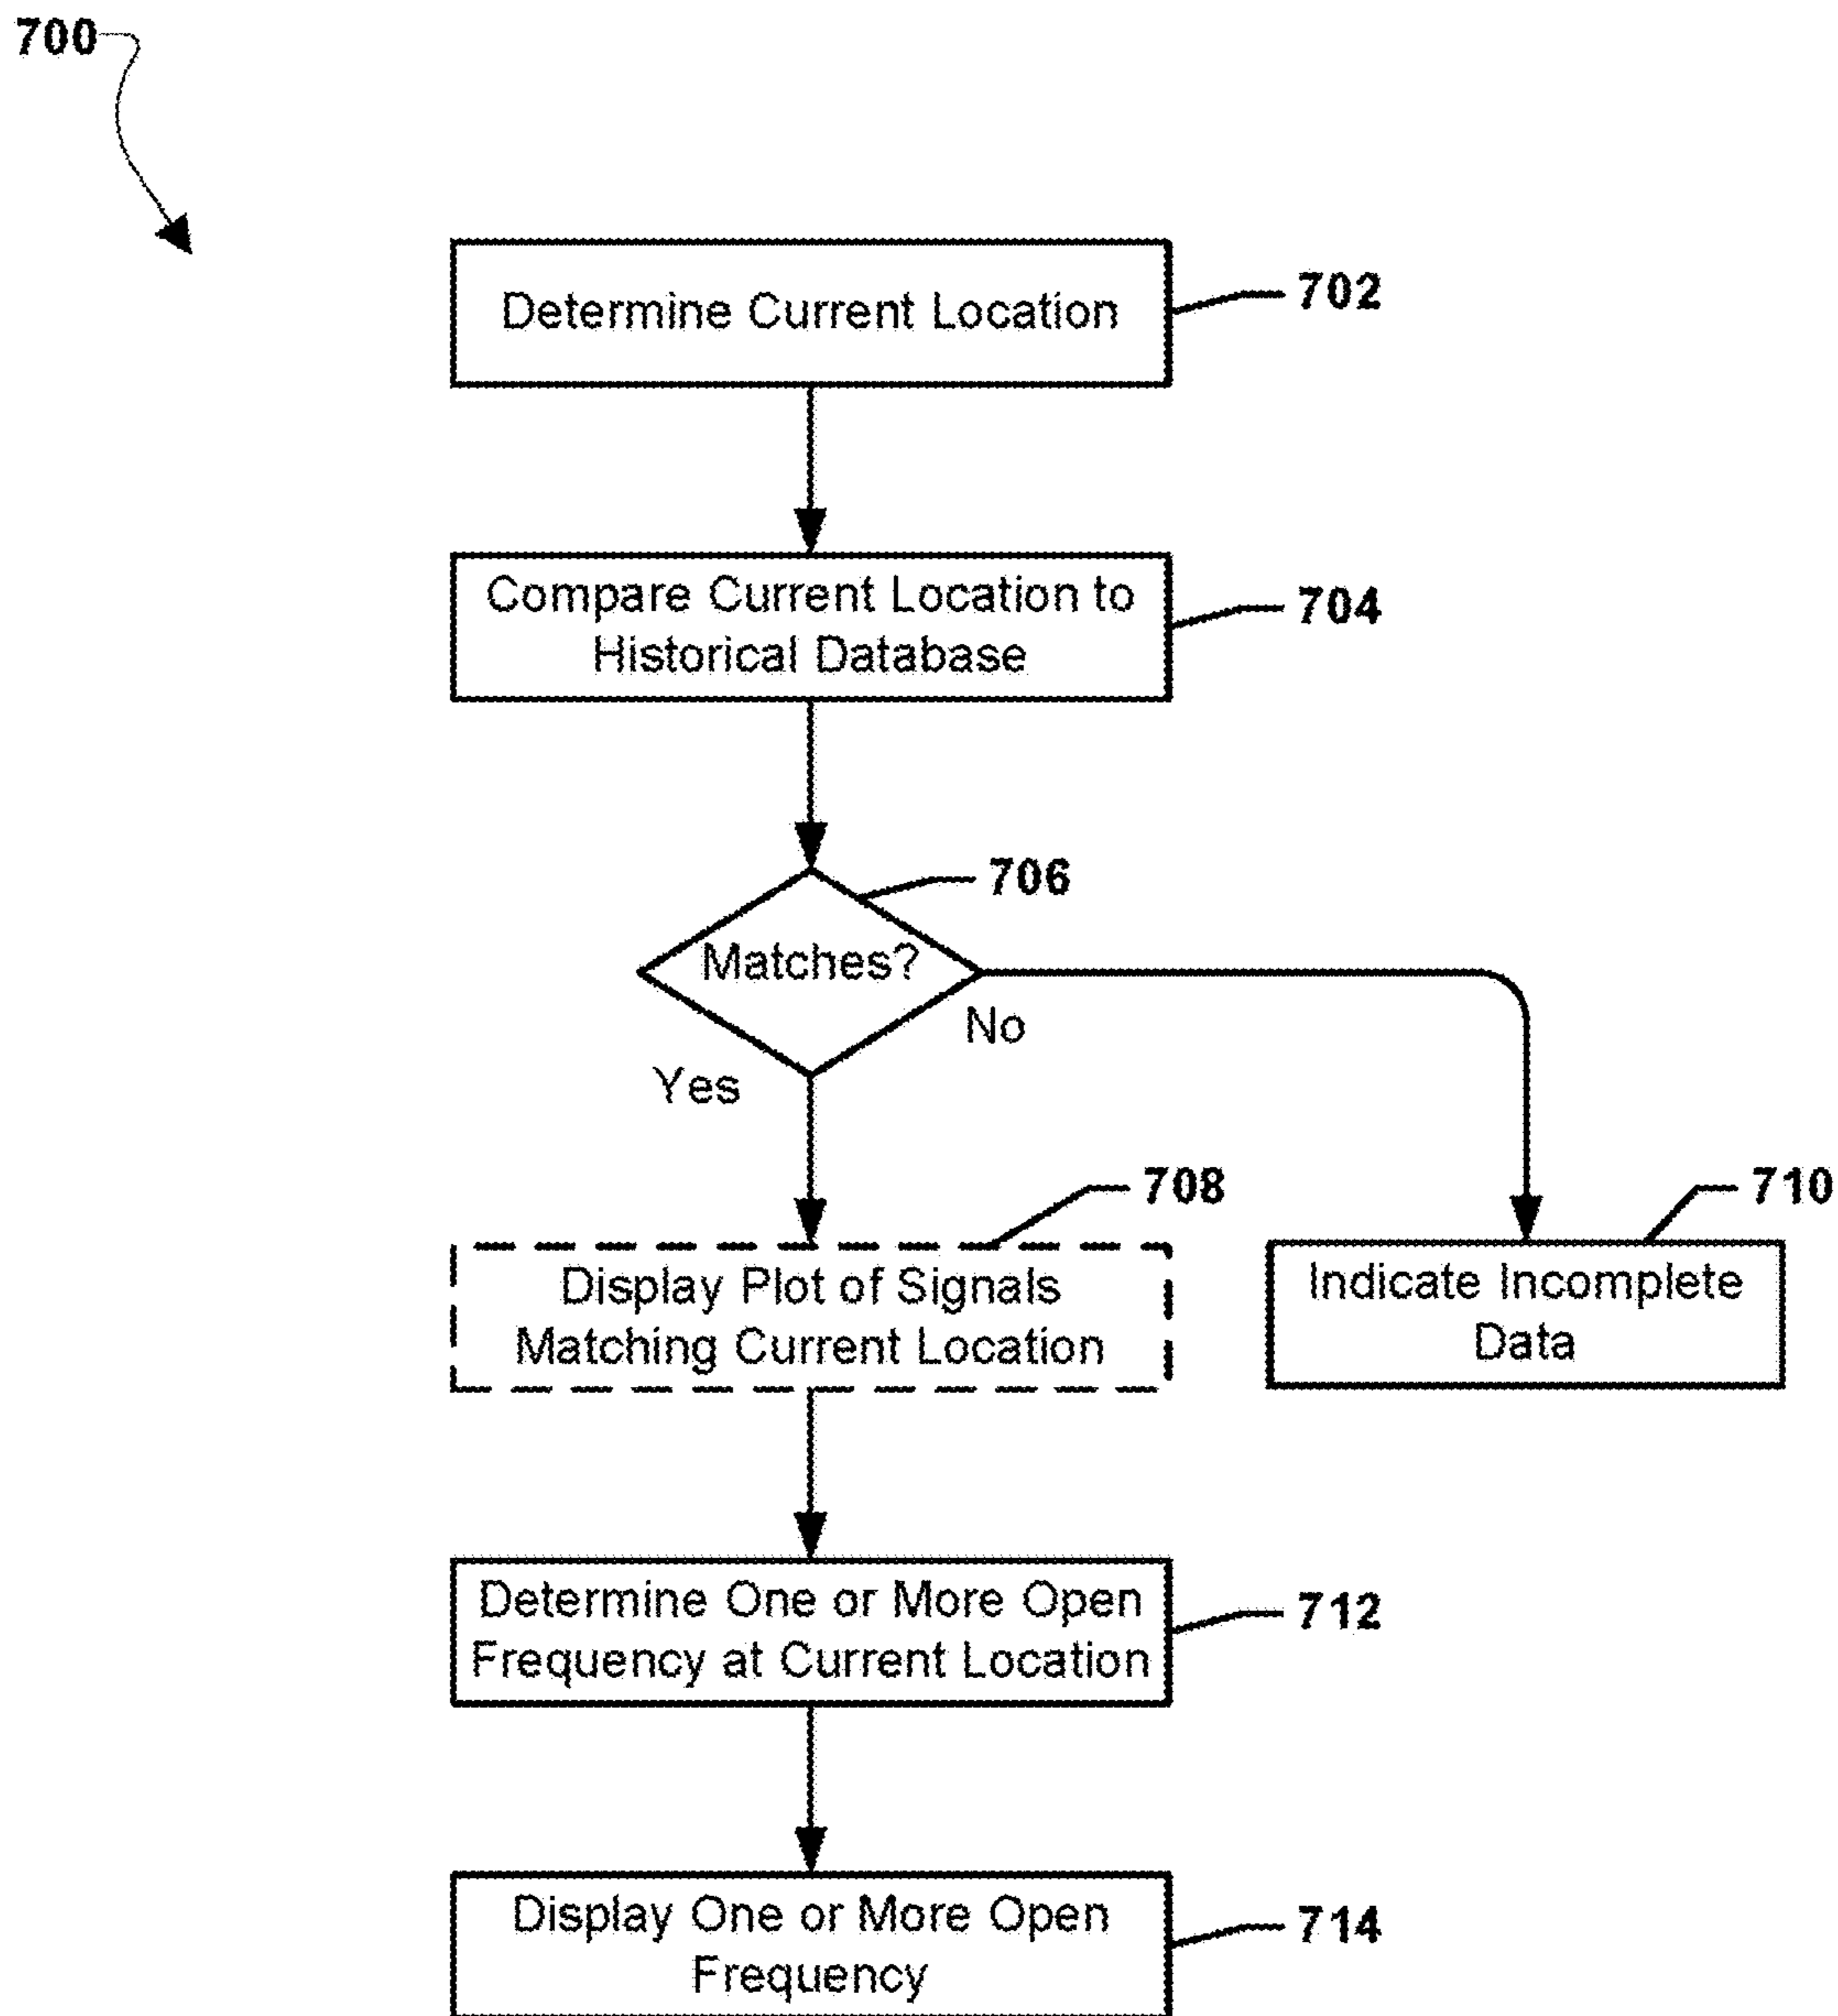 700
Determine Current Location
702
Compare Current Location to
Historical Database
704
706
Matches?
No
Yes
708
710
Display Plot of Signals
Matching Current Location
Indicate Incomplete
Data
Determine One or More Open
Frequency at Current Location
712
Display One or More Open
Frequency
714